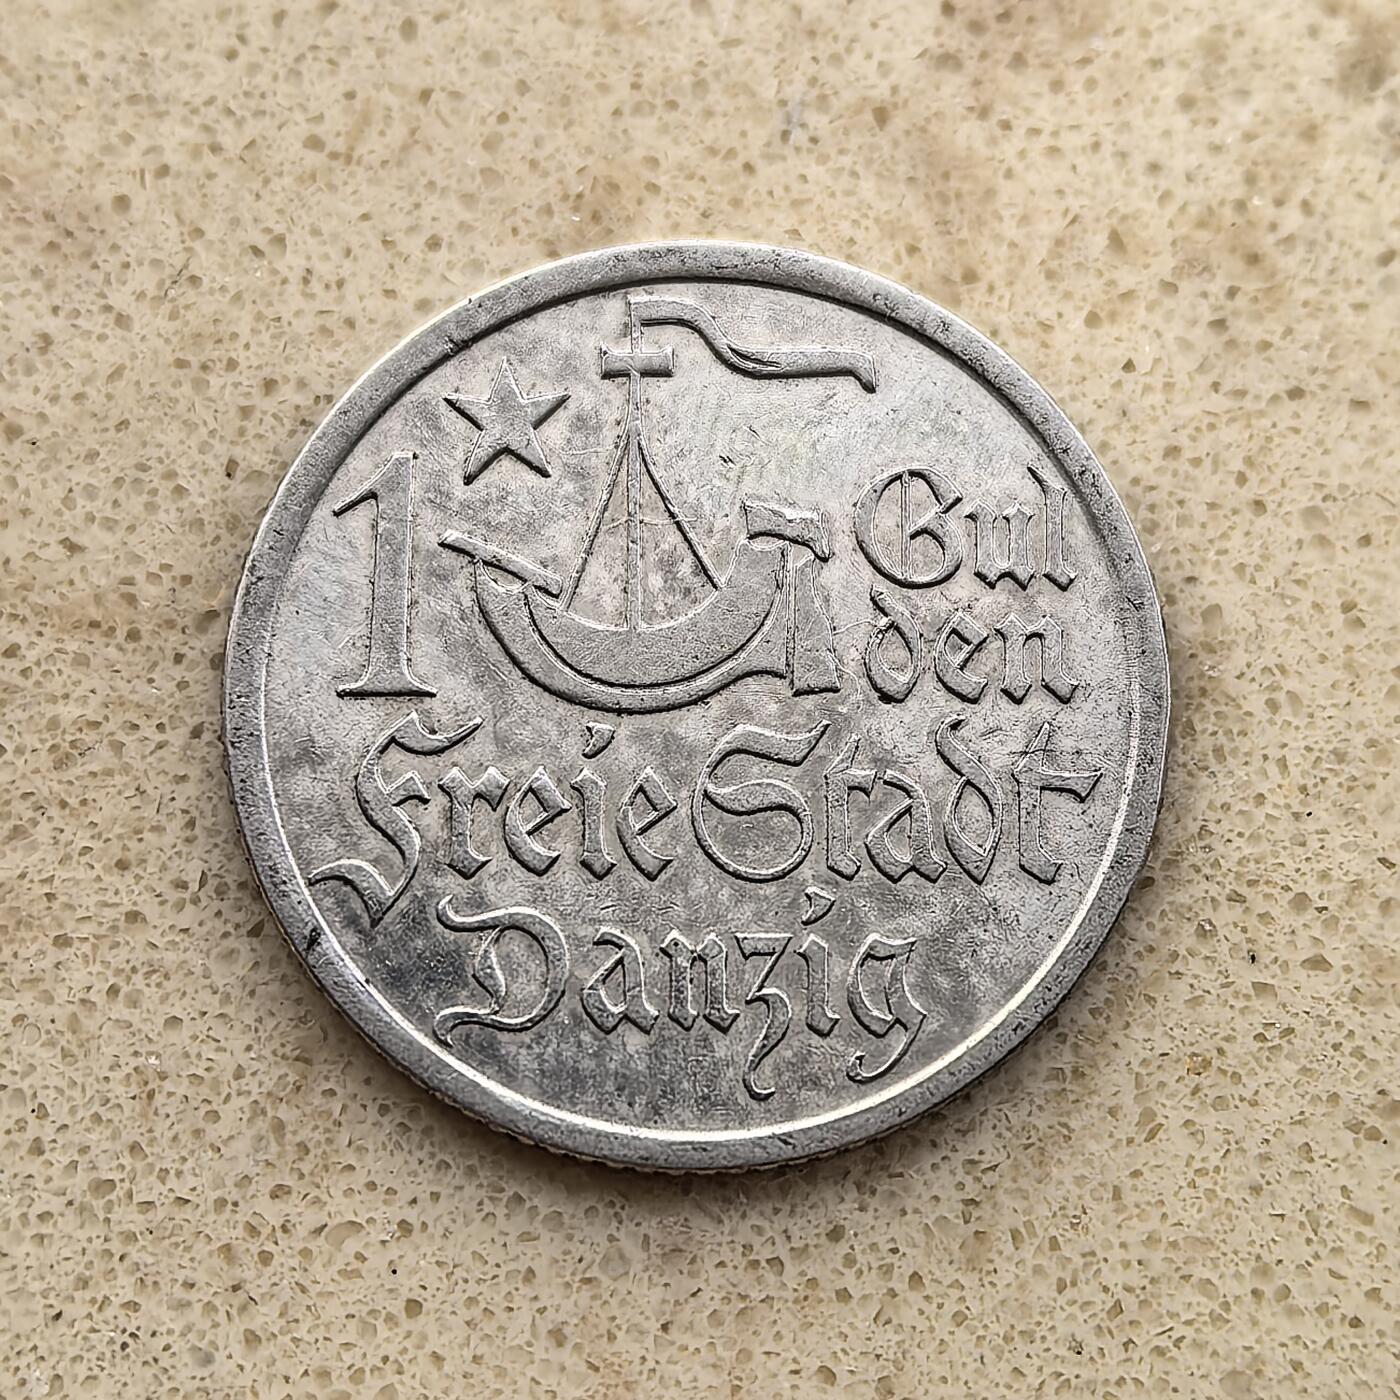 1 Gul
den
Freie Stadt
Danzig